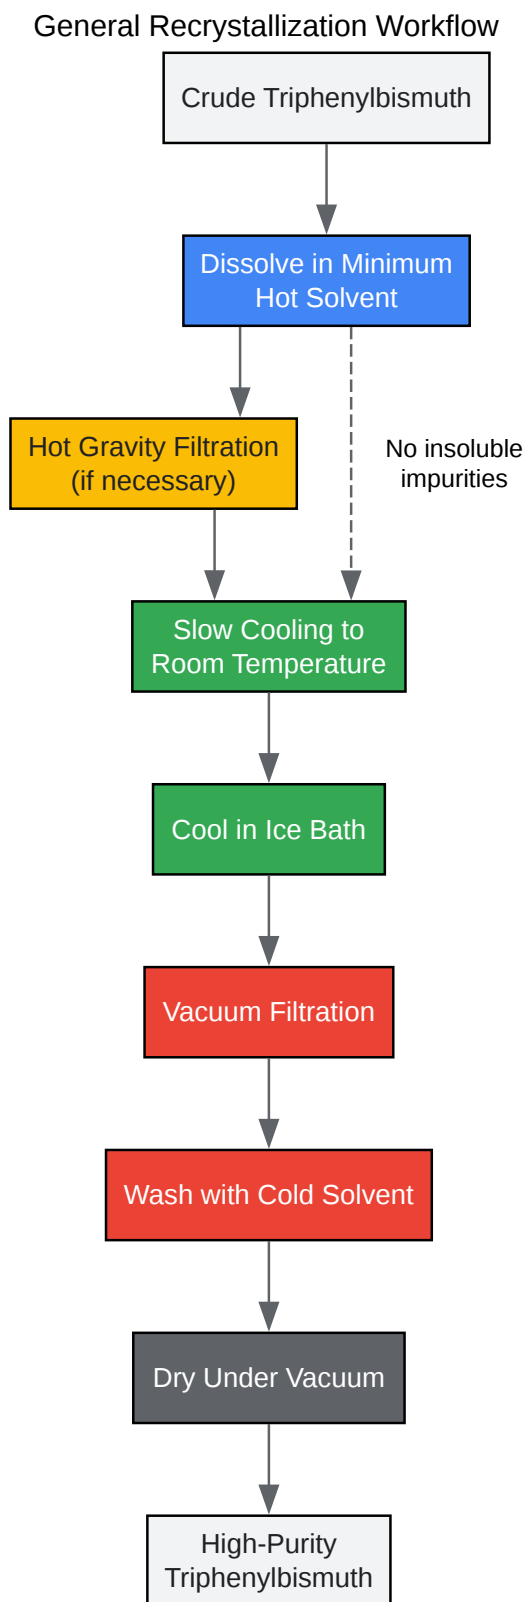 General Recrystallization Workflow
Crude Triphenylbismuth
Dissolve in Minimum
Hot Solvent
Hot Gravity Filtration
(if necessary)
No insoluble
impurities
Slow Cooling to
Room Temperature
Cool in Ice Bath
Vacuum Filtration
Wash with Cold Solvent
Dry Under Vacuum
High-Purity
Triphenylbismuth